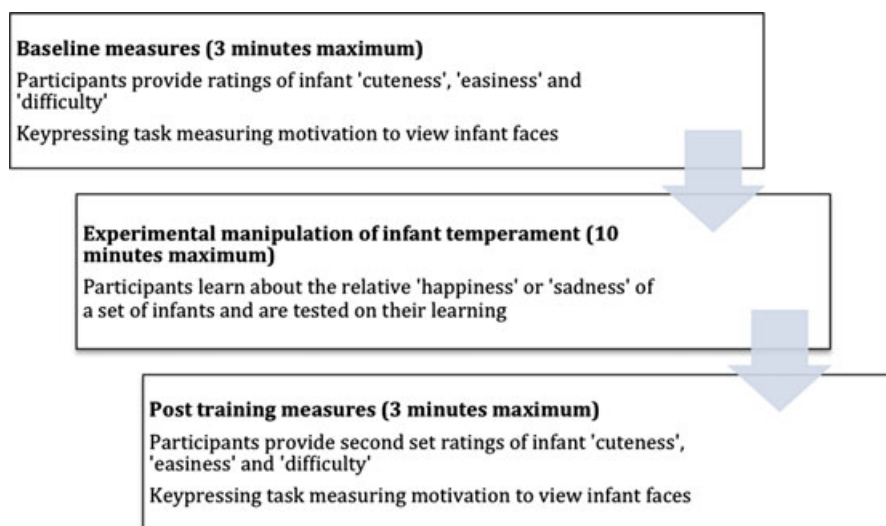 Baseline measures (3 minutes maximum)
Participants provide ratings of infant 'cuteness', 'easiness' and
'difficulty'
Keypressing task measuring motivation to view infant faces
Experimental manipulation of infant temperament (10
minutes maximum)
Participants learn about the relative 'happiness' or 'sadness' of
a set of infants and are tested on their learning
Post training measures (3 minutes maximum)
Participants provide second set ratings of infant 'cuteness',
'easiness' and 'difficulty'
Keypressing task measuring motivation to view infant faces